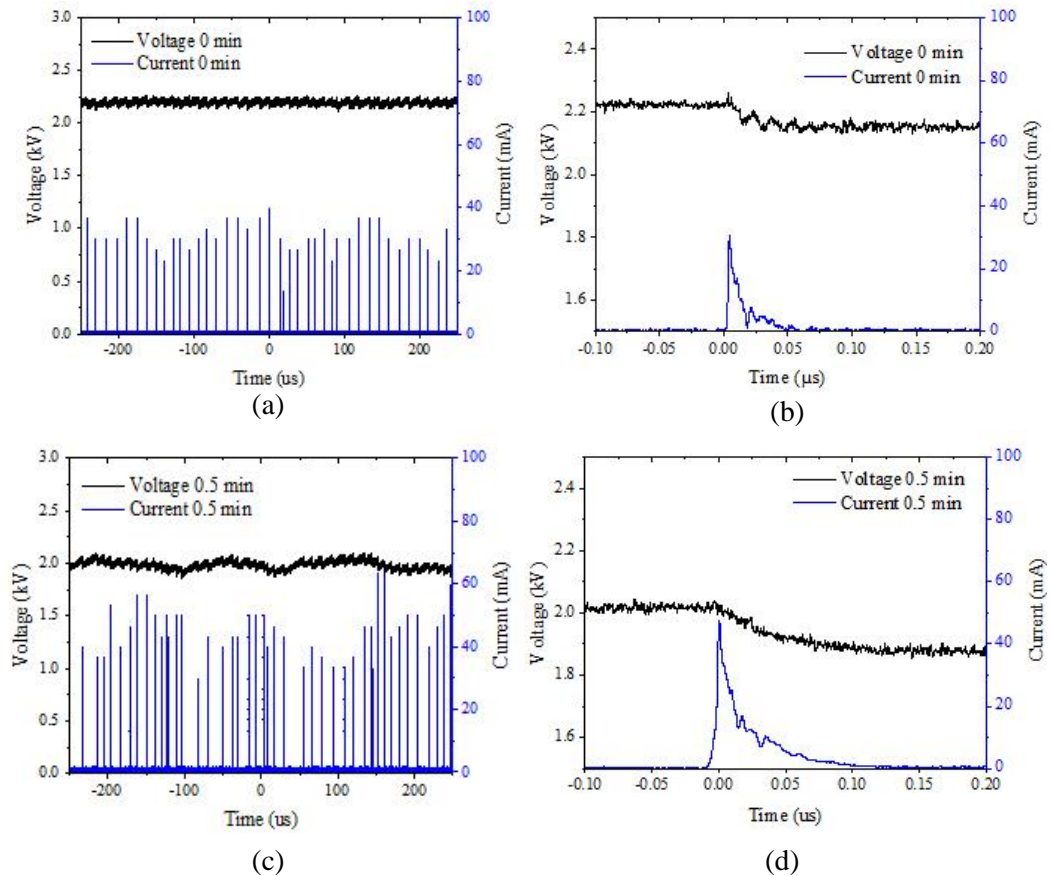 3.0
2.5
2.0
1.5
1.0
0.5
0.0
Voltage (kV)
Voltage 0 min
Current 0 min
100
80
60
40
20
0
Current (mA)
-200 -100 0 100 200
Time (us)
(a)
2.4
2.2
2.0
1.8
1.6
Voltage (kV)
Voltage 0 min
Current 0 min
100
80
60
40
20
0
Current (mA)
-0.10 -0.05 0.00 0.05 0.10 0.15 0.20
Time (µs)
(b)
3.0
2.5
2.0
1.5
1.0
0.5
0.0
Voltage (kV)
Voltage 0.5 min
Current 0.5 min
100
80
60
40
20
0
Current (mA)
-200 -100 0 100 200
Time (us)
(c)
2.4
2.2
2.0
1.8
1.6
Voltage (kV)
Voltage 0.5 min
Current 0.5 min
100
80
60
40
20
0
Current (mA)
-0.10 -0.05 0.00 0.05 0.10 0.15 0.20
Time (us)
(d)